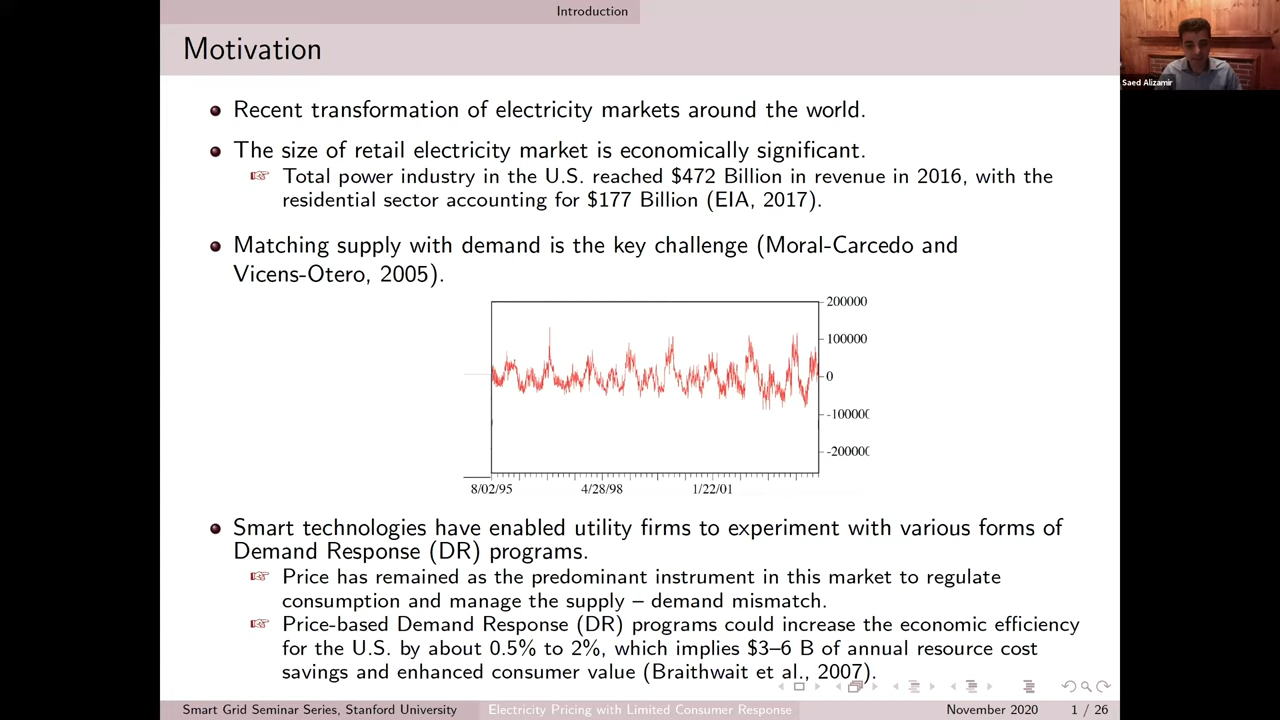 Introduction
Motivation
Saed Alizamir
Recent transformation of electricity markets around the world.
The size of retail electricity market is economically significant.
Total power industry in the U.S. reached $472 Billion in revenue in 2016, with the
residential sector accounting for $177 Billion (EIA, 2017).
Matching supply with demand is the key challenge (Moral-Carcedo and
Vicens-Otero, 2005).
200000
100000
0
-100000
-200000
8/02/95 4/28/98 1/22/01
Smart technologies have enabled utility firms to experiment with various forms of
Demand Response (DR) programs.
Price has remained as the predominant instrument in this market to regulate
consumption and manage the supply – demand mismatch.
Price-based Demand Response (DR) programs could increase the economic efficiency
for the U.S. by about 0.5% to 2%, which implies $3–6 B of annual resource cost
savings and enhanced consumer value (Braithwait et al., 2007).
Smart Grid Seminar Series, Stanford University Electricity Pricing with Limited Consumer Response November 2020 1 / 26